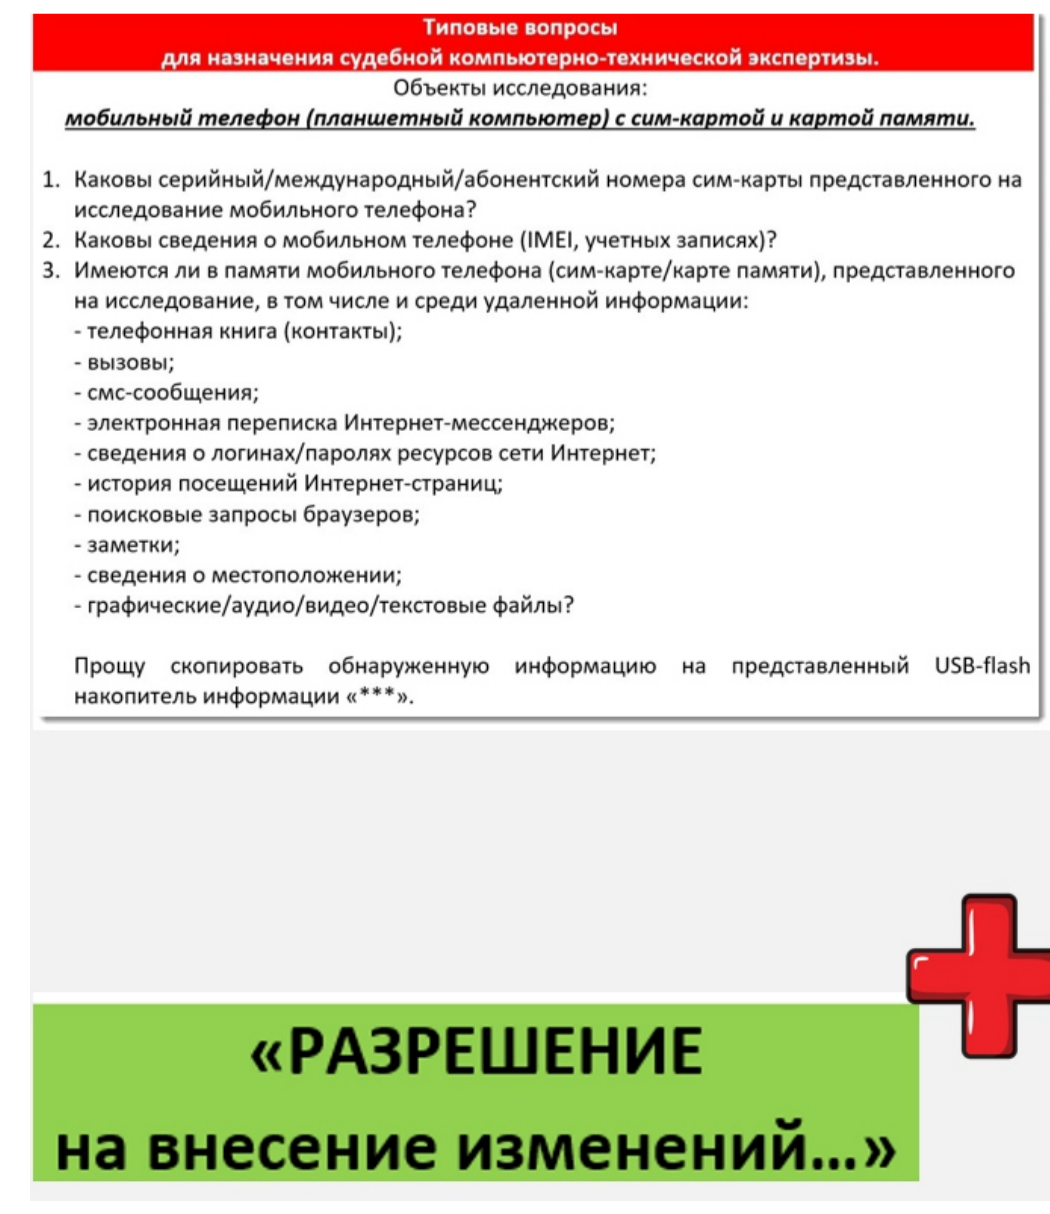 Типовые вопросы
для назначения судебной компьютерно-технической экспертизы.
Объекты исследования:
мобильный телефон (планшетный компьютер) с сим-картой и картой памяти.
1. Каковы серийный/международный/абонентский номера сим-карты представленного на
исследование мобильного телефона?
2. Каковы сведения о мобильном телефоне (IMEI, учетных записях)?
3. Имеются ли в памяти мобильного телефона (сим-карте/карте памяти), представленного
на исследование, в том числе и среди удаленной информации:
- телефонная книга (контакты);
- вызовы;
- смс-сообщения;
- электронная переписка Интернет-мессенджеров;
- сведения о логинах/паролях ресурсов сети Интернет;
- история посещений Интернет-страниц;
- поисковые запросы браузеров;
- заметки;
- сведения о местоположении;
- графические/аудио/видео/текстовые файлы?
Прошу скопировать обнаруженную информацию на представленный USB-flash
накопитель информации «***».
«РАЗРЕШЕНИЕ
на внесение изменений...»